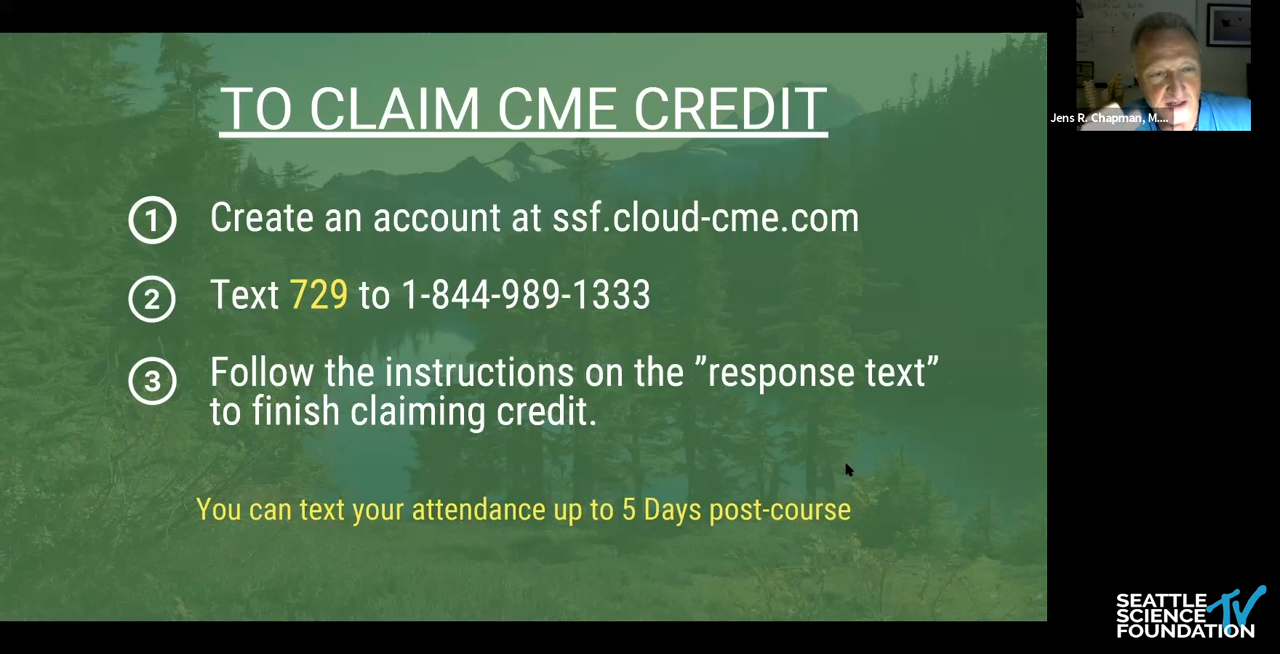 TO CLAIM CME CREDIT
1 Create an account at ssf.cloud-cme.com
2 Text 729 to 1-844-989-1333
3 Follow the instructions on the ”response text”
to finish claiming credit.
You can text your attendance up to 5 Days post-course
Jens R. Chapman, M....
SEATTLE
SCIENCE TV
FOUNDATION